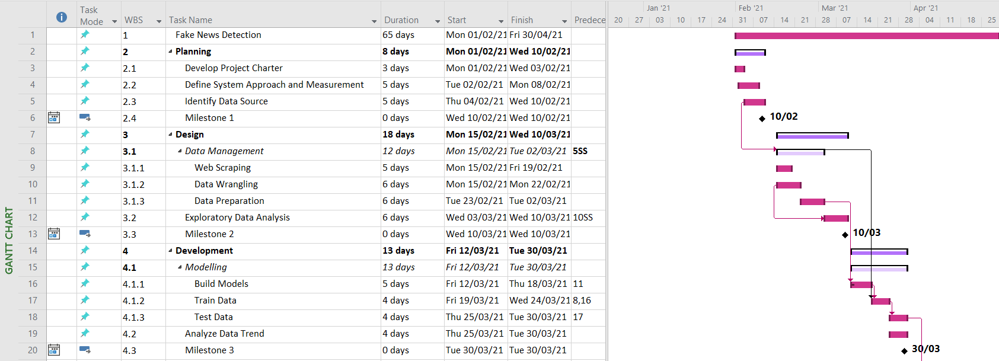 Jan '21 Feb '21 Mar '21 Apr '21
Task Mode WBS Task Name Duration Start Finish Predece 20 27 03 10 17 24 31 07 14 21 28 07 14 21 28 04 11 18 25
1 1 Fake News Detection 65 days Mon 01/02/21 Fri 30/04/21
2 2 Planning 8 days Mon 01/02/21 Wed 10/02/21
3 2.1 Develop Project Charter 3 days Mon 01/02/21 Wed 03/02/21
4 2.2 Define System Approach and Measurement 5 days Tue 02/02/21 Mon 08/02/21
5 2.3 Identify Data Source 5 days Thu 04/02/21 Wed 10/02/21
6 2.4 Milestone 1 0 days Wed 10/02/21 Wed 10/02/21 10/02
7 3 Design 18 days Mon 15/02/21 Wed 10/03/21
8 3.1 Data Management 12 days Mon 15/02/21 Tue 02/03/21 5SS
9 3.1.1 Web Scraping 5 days Mon 15/02/21 Fri 19/02/21
10 3.1.2 Data Wrangling 6 days Mon 15/02/21 Mon 22/02/21
11 3.1.3 Data Preparation 6 days Tue 23/02/21 Tue 02/03/21
12 3.2 Exploratory Data Analysis 6 days Wed 03/03/21 Wed 10/03/21 10SS
13 3.3 Milestone 2 0 days Wed 10/03/21 Wed 10/03/21 10/03
14 4 Development 13 days Fri 12/03/21 Tue 30/03/21
15 4.1 Modelling 13 days Fri 12/03/21 Tue 30/03/21
16 4.1.1 Build Models 5 days Fri 12/03/21 Thu 18/03/21 11
17 4.1.2 Train Data 4 days Fri 19/03/21 Wed 24/03/21 8,16
18 4.1.3 Test Data 4 days Thu 25/03/21 Tue 30/03/21 17
19 4.2 Analyze Data Trend 4 days Thu 25/03/21 Tue 30/03/21
20 4.3 Milestone 3 0 days Tue 30/03/21 Tue 30/03/21 30/03
GANTT CHART